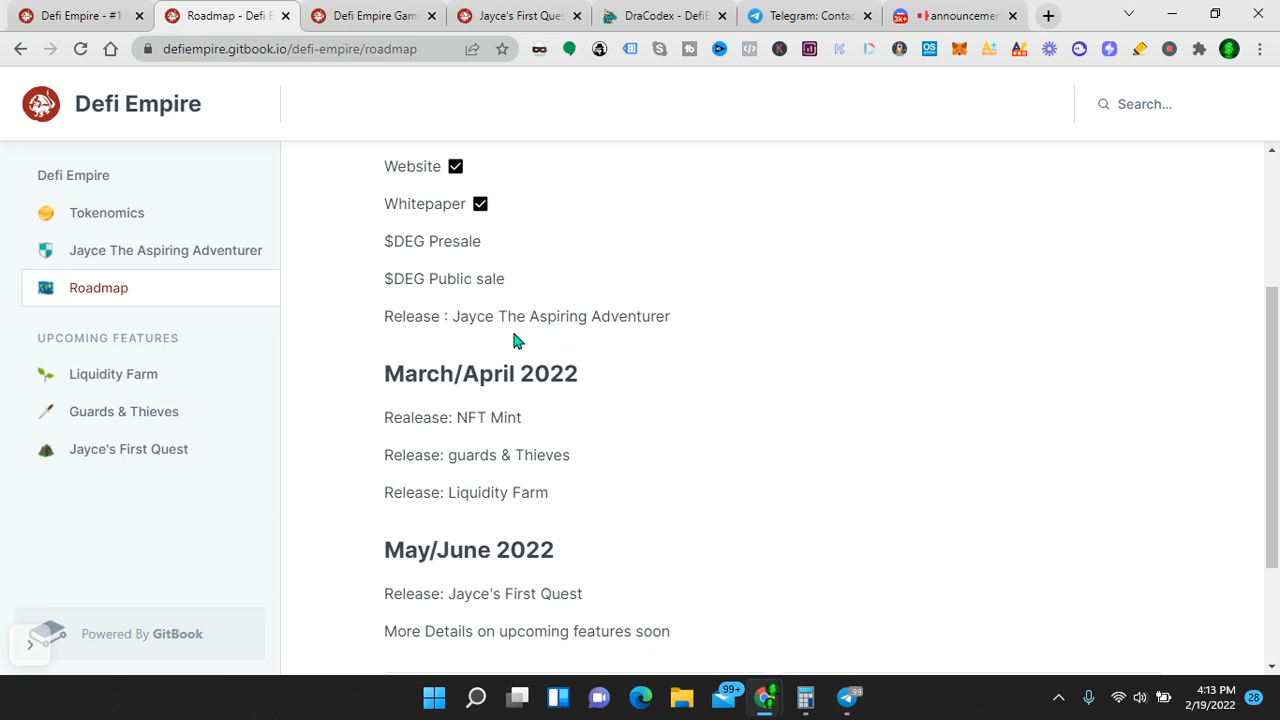 Defi Empire - #1
Roadmap - Defi E
Defi Empire Gam
Jayce's First Ques
DraCodex - DefiE
Telegram: Contac
announcemen
defiempire.gitbook.io/defi-empire/roadmap
Defi Empire
Search...
Defi Empire
Tokenomics
Jayce The Aspiring Adventurer
Roadmap
UPCOMING FEATURES
Liquidity Farm
Guards & Thieves
Jayce's First Quest
Powered By GitBook
Website
Whitepaper
$DEG Presale
$DEG Public sale
Release : Jayce The Aspiring Adventurer
March/April 2022
Realease: NFT Mint
Release: guards & Thieves
Release: Liquidity Farm
May/June 2022
Release: Jayce's First Quest
More Details on upcoming features soon
99+
99
4:13 PM
2/19/2022
28